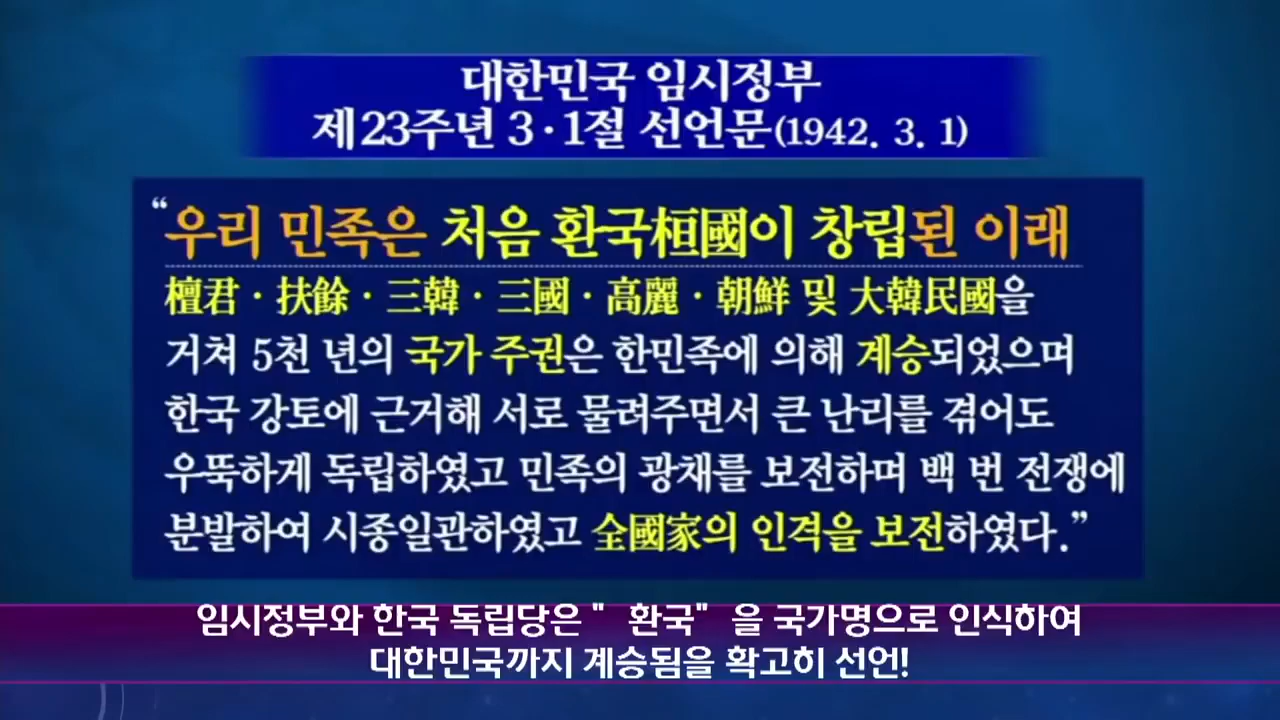 대한민국 임시정부
제23주년 3·1절 선언문(1942. 3. 1)
“우리 민족은 처음 환국桓國이 창립된 이래
檀君·扶餘·三韓·三國·高麗·朝鮮 및 大韓民國을
거쳐 5천 년의 국가 주권은 한민족에 의해 계승되었으며
한국 강토에 근거해 서로 물려주면서 큰 난리를 겪어도
우뚝하게 독립하였고 민족의 광채를 보전하며 백 번 전쟁에
분발하여 시종일관하였고 全國家의 인격을 보전하였다.”
임시정부와 한국 독립당은 " 환국" 을 국가명으로 인식하여
대한민국까지 계승됨을 확고히 선언!